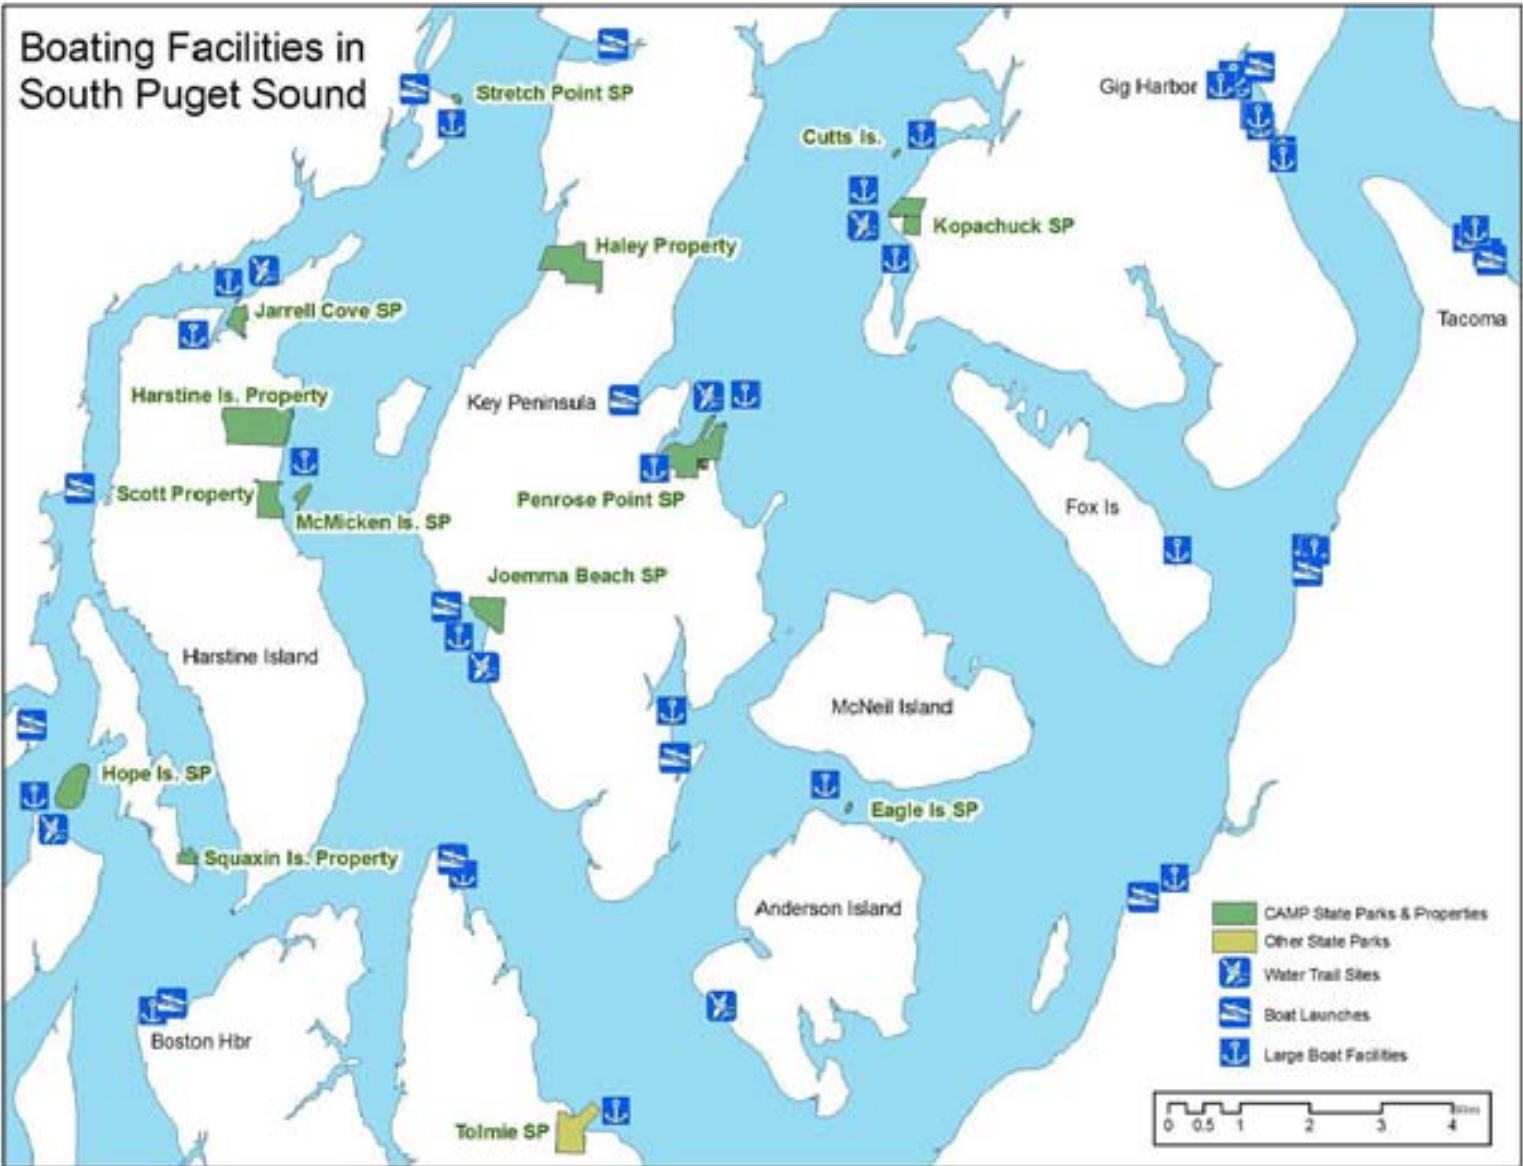 Boating Facilities in
South Puget Sound
Stretch Point SP
Gig Harbor
Cutts Is.
Kopachuck SP
Haley Property
Jarrell Cove SP
Tacoma
Harstine Is. Property
Key Peninsula
Scott Property
McMicken Is. SP
Penrose Point SP
Fox Is
Joemma Beach SP
Harstine Island
McNeil Island
Hope Is. SP
Eagle Is SP
Squaxin Is. Property
Anderson Island
Boston Hbr
Tolmie SP
CAMP State Parks & Properties
Other State Parks
Water Trail Sites
Boat Launches
Large Boat Facilities
Miles
0 0.5 1 2 3 4